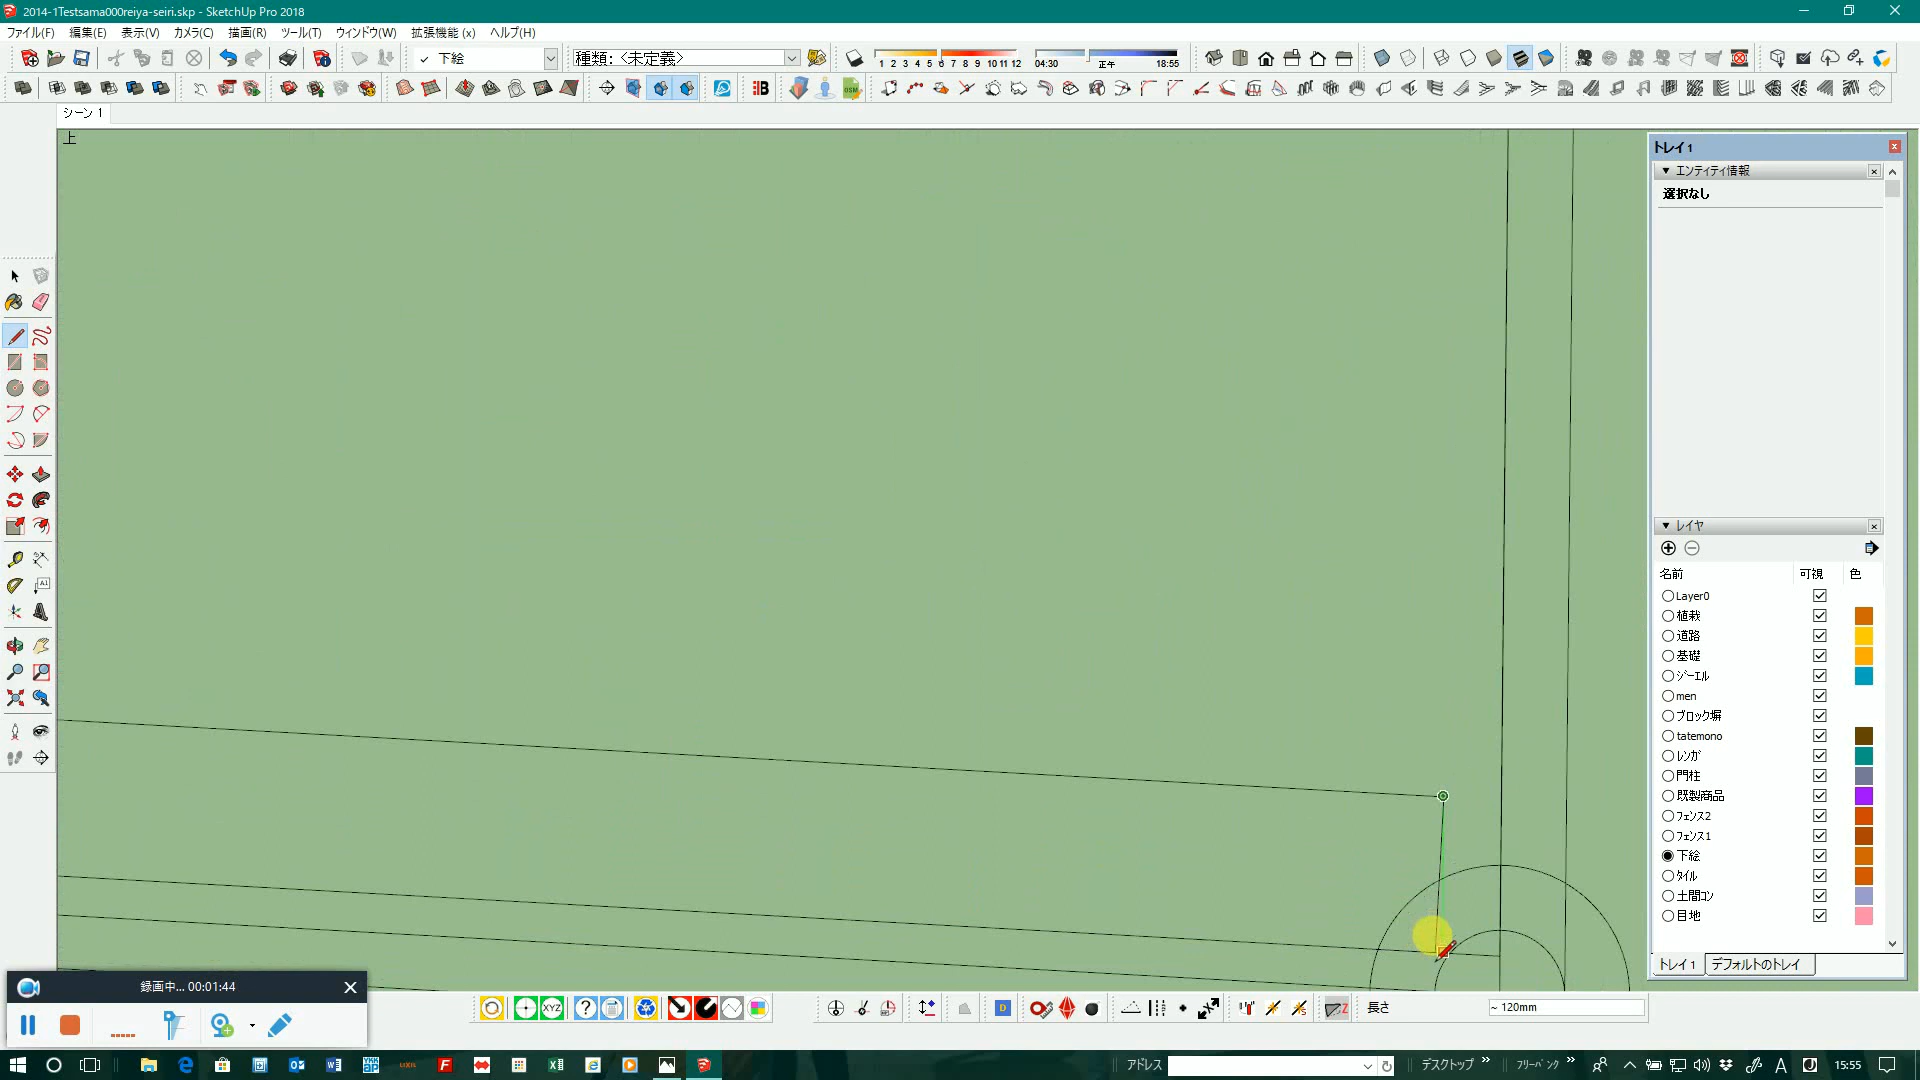 2014-1Testsama000reiya-seiri.skp - SketchUp Pro 2018
ファイル(F) 編集(E) 表示(V) カメラ(C) 描画(R) ツール(T) ウィンドウ(W) 拡張機能 (x) ヘルプ(H)
下絵 種類: <未定義>
1 2 3 4 5 6 7 8 9 10 11 12 04:30 正午 18:55
シーン 1
上
トレイ 1
エンティティ情報
選択なし
レイヤ
名前 可視 色
Layer0
植栽
道路
基礎
ジーエル
men
ブロック塀
tatemono
レンガ
門柱
既製商品
フェンス2
フェンス1
下絵
タイル
土間コン
目地
トレイ 1 デフォルトのトレイ
録画中... 00:01:44
長さ ~ 120mm
アドレス デスクトップ フリーバンク A 15:55